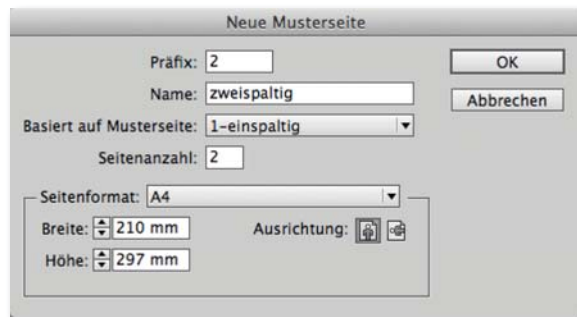 Neue Musterseite
Präfix: 2
OK
Name: zweispaltig
Abbrechen
Basiert auf Musterseite: 1-einspaltig
Seitenanzahl: 2
Seitenformat: A4
Breite: 210 mm Ausrichtung:
Höhe: 297 mm